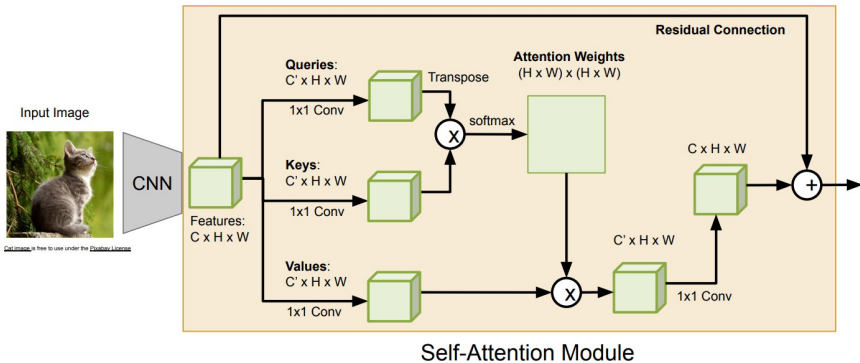 Residual Connection
Queries:
C' x H x W
1x1 Conv
Transpose
Attention Weights
(H x W) x (H x W)
Input Image
softmax
X
CNN
Keys:
C' x H x W
1x1 Conv
C x H x W
+
Features:
C x H x W
Cat image is free to use under the Pixabay License
Values:
C' x H x W
1x1 Conv
X
C' x H x W
1x1 Conv
Self-Attention Module